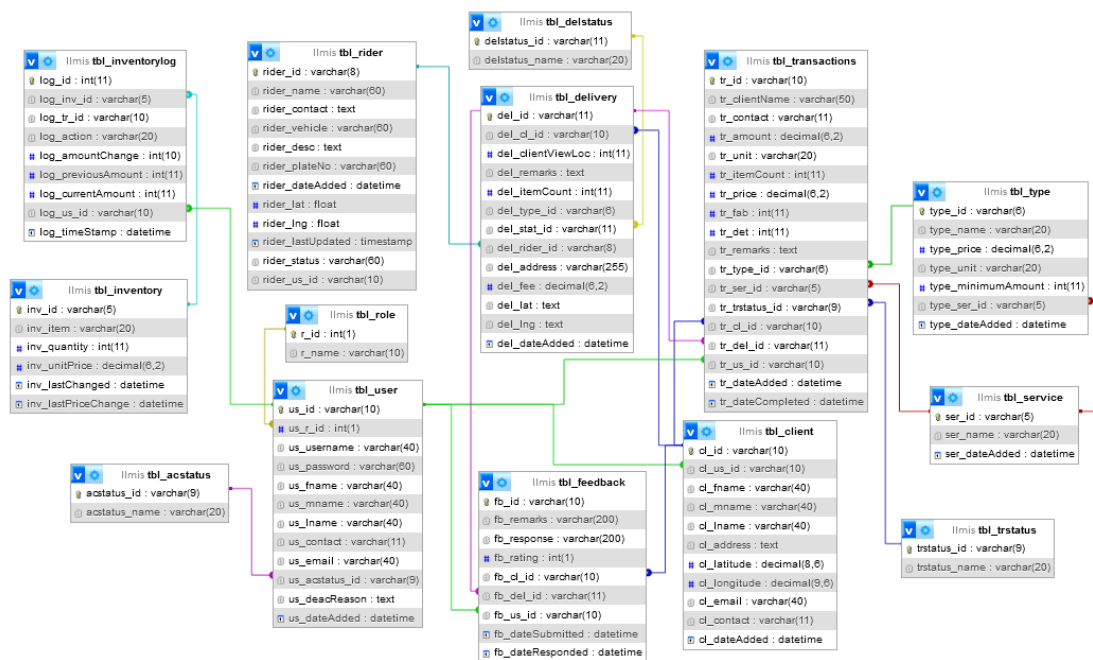 llmis tbl_delstatus
delstatus_id : varchar(11)
delstatus_name : varchar(20)
llmis tbl_rider
rider_id : varchar(8)
rider_name : varchar(60)
rider_contact : text
rider_vehicle : varchar(60)
rider_desc : text
rider_plateNo : varchar(60)
rider_dateAdded : datetime
rider_lat : float
rider_lng : float
rider_lastUpdated : timestamp
rider_status : varchar(60)
rider_us_id : varchar(10)
llmis tbl_inventorylog
log_id : int(11)
log_inv_id : varchar(5)
log_tr_id : varchar(10)
log_action : varchar(20)
log_amountChange : int(10)
log_previousAmount : int(11)
log_currentAmount : int(11)
log_us_id : varchar(10)
log_timeStamp : datetime
llmis tbl_transactions
tr_id : varchar(10)
tr_clientName : varchar(50)
tr_contact : varchar(11)
tr_amount : decimal(6,2)
tr_unit : varchar(20)
tr_itemCount : int(11)
tr_price : decimal(6,2)
tr_fab : int(11)
tr_det : int(11)
tr_remarks : text
tr_type_id : varchar(6)
tr_ser_id : varchar(5)
tr_trstatus_id : varchar(9)
tr_cl_id : varchar(10)
tr_del_id : varchar(11)
tr_us_id : varchar(10)
tr_dateAdded : datetime
tr_dateCompleted : datetime
llmis tbl_delivery
del_id : varchar(11)
del_cl_id : varchar(10)
del_clientViewLoc : int(11)
del_remarks : text
del_itemCount : int(11)
del_type_id : varchar(6)
del_stat_id : varchar(11)
del_rider_id : varchar(8)
del_address : varchar(255)
del_fee : decimal(6,2)
del_lat : text
del_lng : text
del_dateAdded : datetime
llmis tbl_type
type_id : varchar(6)
type_name : varchar(20)
type_price : decimal(6,2)
type_unit : varchar(20)
type_minimumAmount : int(11)
type_ser_id : varchar(5)
type_dateAdded : datetime
llmis tbl_inventory
inv_id : varchar(5)
inv_item : varchar(20)
inv_quantity : int(11)
inv_unitPrice : decimal(6,2)
inv_lastChanged : datetime
inv_lastPriceChange : datetime
llmis tbl_role
r_id : int(1)
r_name : varchar(10)
llmis tbl_user
us_id : varchar(10)
us_r_id : int(1)
us_username : varchar(40)
us_password : varchar(60)
us_fname : varchar(40)
us_mname : varchar(40)
us_lname : varchar(40)
us_contact : varchar(11)
us_email : varchar(40)
us_acstatus_id : varchar(9)
us_deacReason : text
us_dateAdded : datetime
llmis tbl_service
ser_id : varchar(5)
ser_name : varchar(20)
ser_dateAdded : datetime
llmis tbl_client
cl_id : varchar(10)
cl_us_id : varchar(10)
cl_fname : varchar(40)
cl_mname : varchar(40)
cl_lname : varchar(40)
cl_address : text
cl_latitude : decimal(8,6)
cl_longitude : decimal(9,6)
cl_email : varchar(40)
cl_contact : varchar(11)
cl_dateAdded : datetime
llmis tbl_acstatus
acstatus_id : varchar(9)
acstatus_name : varchar(20)
llmis tbl_feedback
fb_id : varchar(10)
fb_remarks : varchar(200)
fb_response : varchar(200)
fb_rating : int(1)
fb_cl_id : varchar(10)
fb_del_id : varchar(11)
fb_us_id : varchar(10)
fb_dateSubmitted : datetime
fb_dateResponded : datetime
llmis tbl_trstatus
trstatus_id : varchar(9)
trstatus_name : varchar(20)